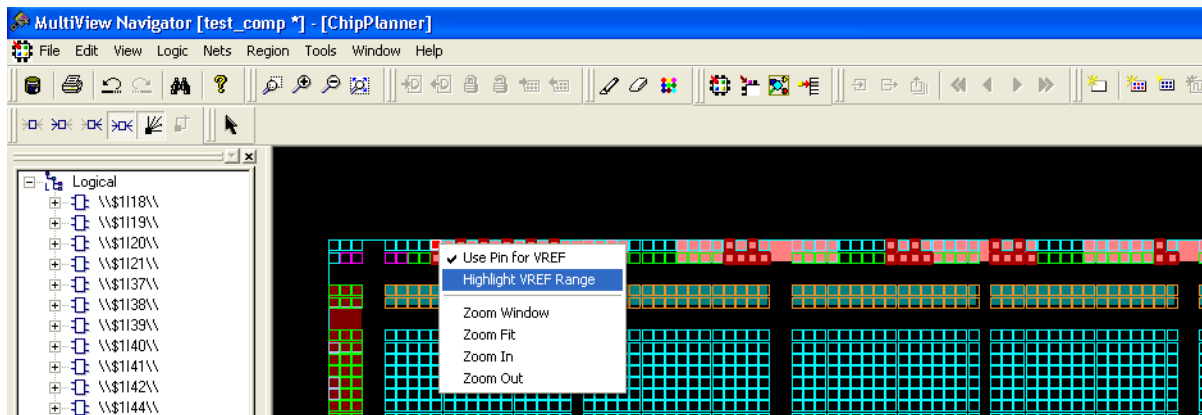 MultiView Navigator [test_comp *] - [ChipPlanner]
File Edit View Logic Nets Region Tools Window Help
Logical
\\$1I18\\
\\$1I19\\
\\$1I20\\
\\$1I21\\
\\$1I37\\
\\$1I38\\
\\$1I39\\
\\$1I40\\
\\$1I41\\
\\$1I42\\
\\$1I44\\
Use Pin for VREF
Highlight VREF Range
Zoom Window
Zoom Fit
Zoom In
Zoom Out